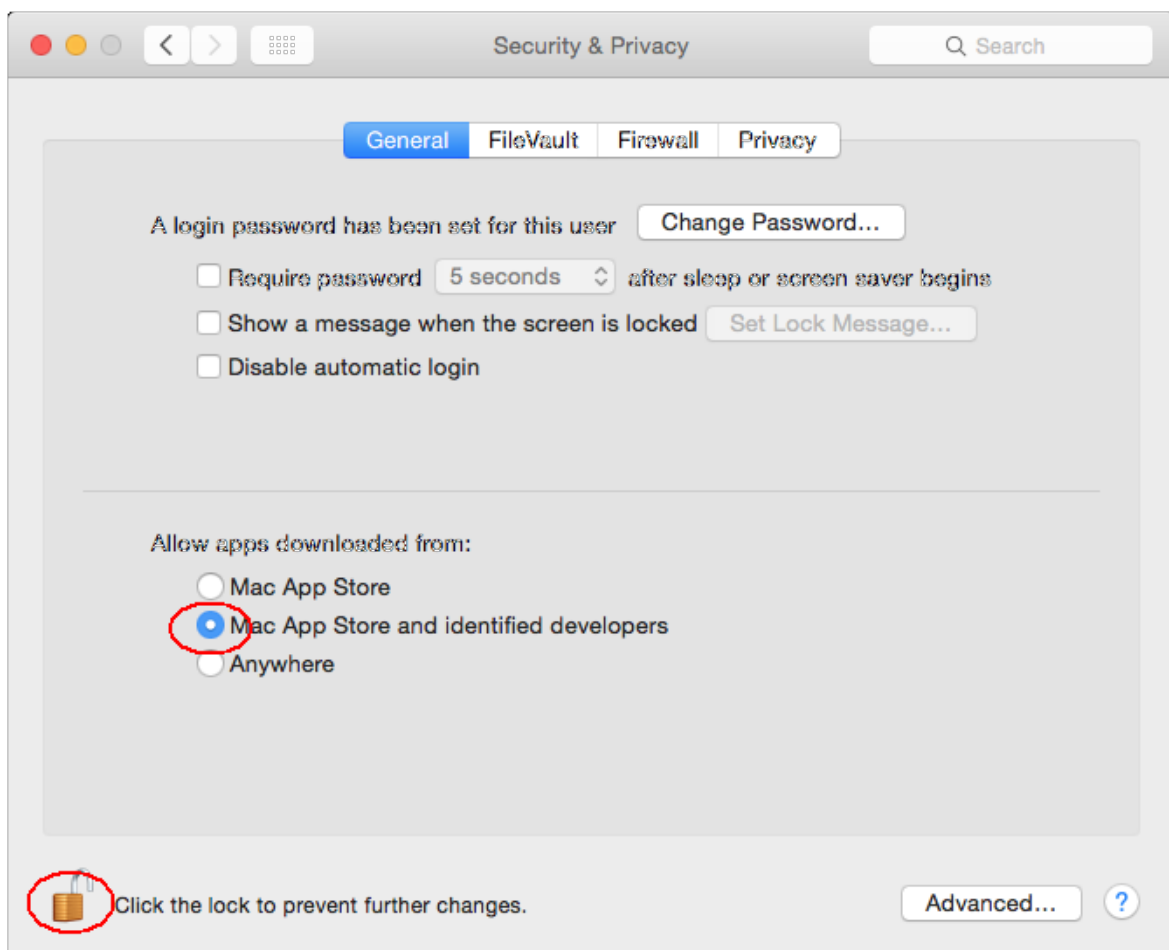 Security & Privacy
Search
General FileVault Firewall Privacy
A login password has been set for this user Change Password...
Require password 5 seconds after sleep or screen saver begins
Show a message when the screen is locked Set Lock Message...
Disable automatic login
Allow apps downloaded from:
Mac App Store
Mac App Store and identified developers
Anywhere
Click the lock to prevent further changes.
Advanced... ?